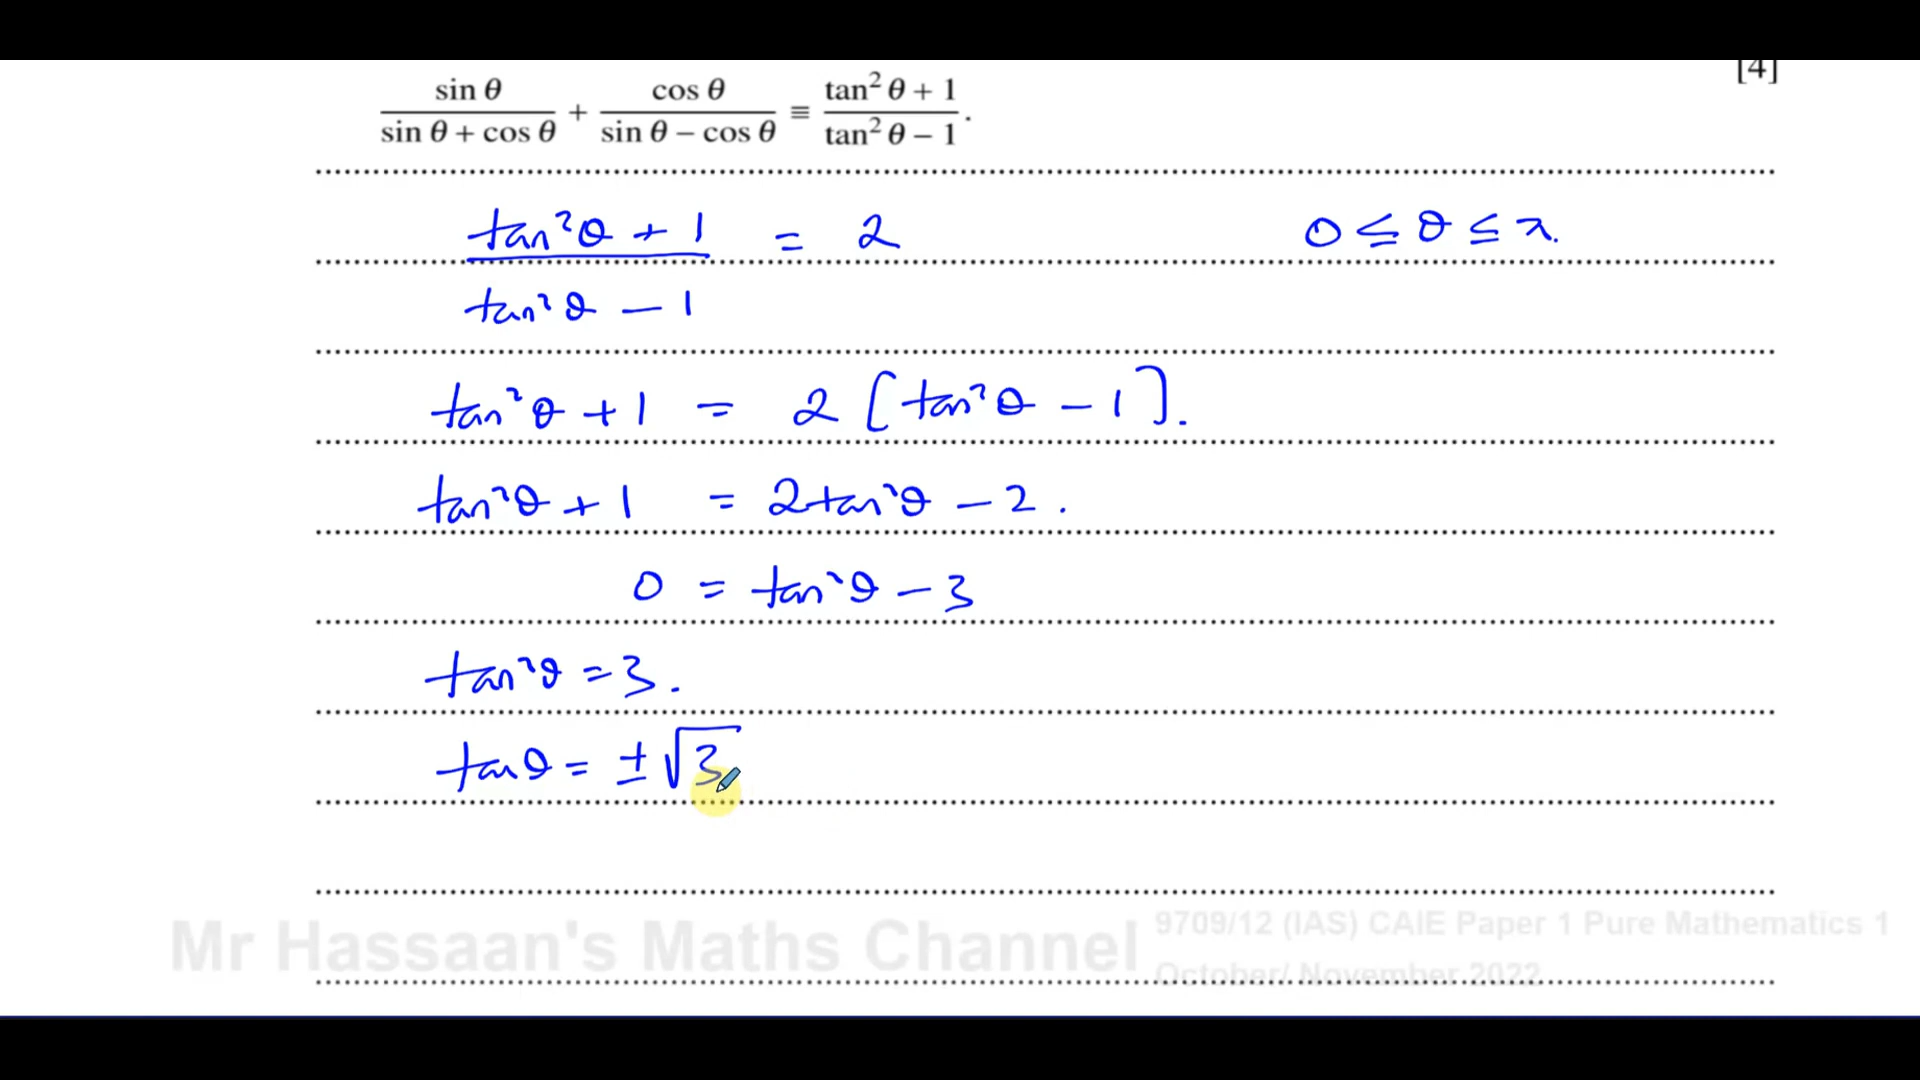 [4]
sin θ / (sin θ + cos θ) + cos θ / (sin θ − cos θ) ≡ (tan² θ + 1) / (tan² θ − 1).
(tan²θ + 1) / (tan²θ − 1) = 2    0 ≤ θ ≤ π.
tan²θ + 1 = 2 [tan²θ − 1].
tan²θ + 1 = 2tan²θ − 2.
0 = tan²θ − 3
tan²θ = 3.
tanθ = ±√3
Mr Hassaan's Maths Channel
9709/12 (IAS) CAIE Paper 1 Pure Mathematics 1
October/ November 2022